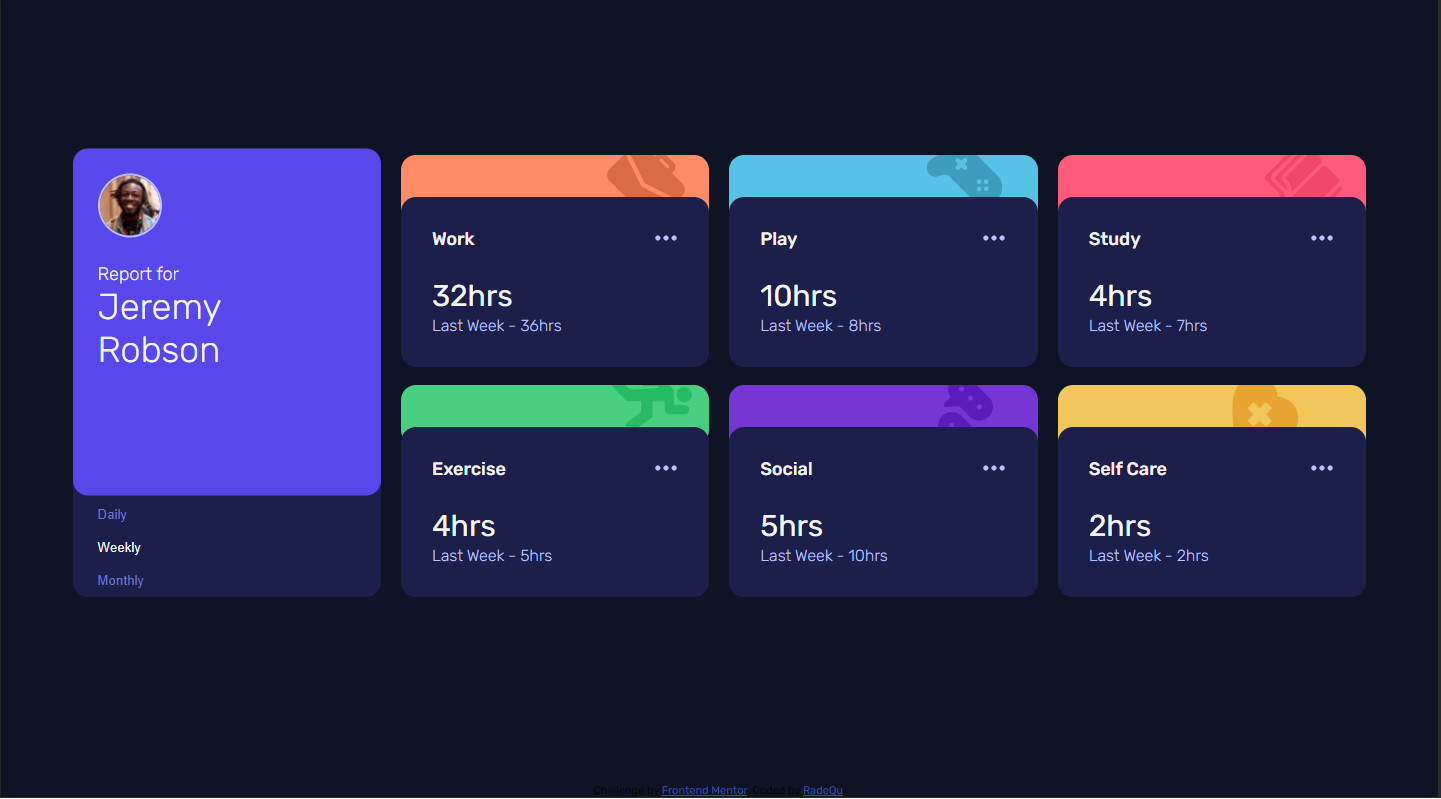 Report for
Jeremy
Robson
Daily
Weekly
Monthly
Work
32hrs
Last Week - 36hrs
Play
10hrs
Last Week - 8hrs
Study
4hrs
Last Week - 7hrs
Exercise
4hrs
Last Week - 5hrs
Social
5hrs
Last Week - 10hrs
Self Care
2hrs
Last Week - 2hrs
Challenge by Frontend Mentor. Coded by RadeQu